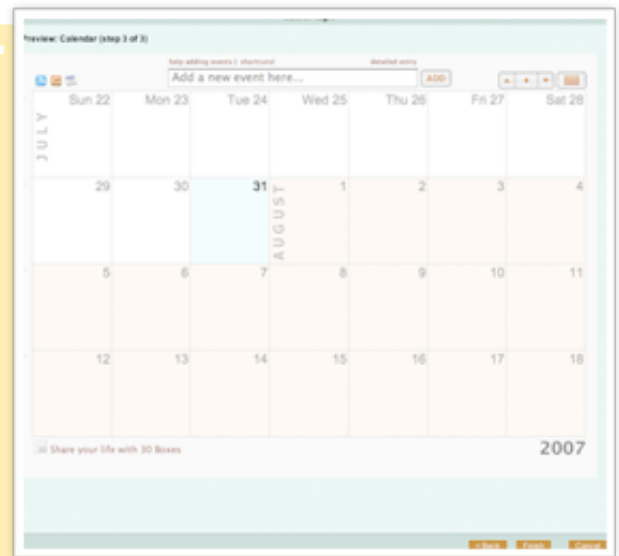 Preview: Calendar (step 3 of 3)
help adding events | shortcuts! detailed entry
Add a new event here... ADD
Sun 22 Mon 23 Tue 24 Wed 25 Thu 26 Fri 27 Sat 28
JULY
29 30 31 1 2 3 4
AUGUST
5 6 7 8 9 10 11
12 13 14 15 16 17 18
Share your life with 30 Boxes 2007
< Back Finish Cancel